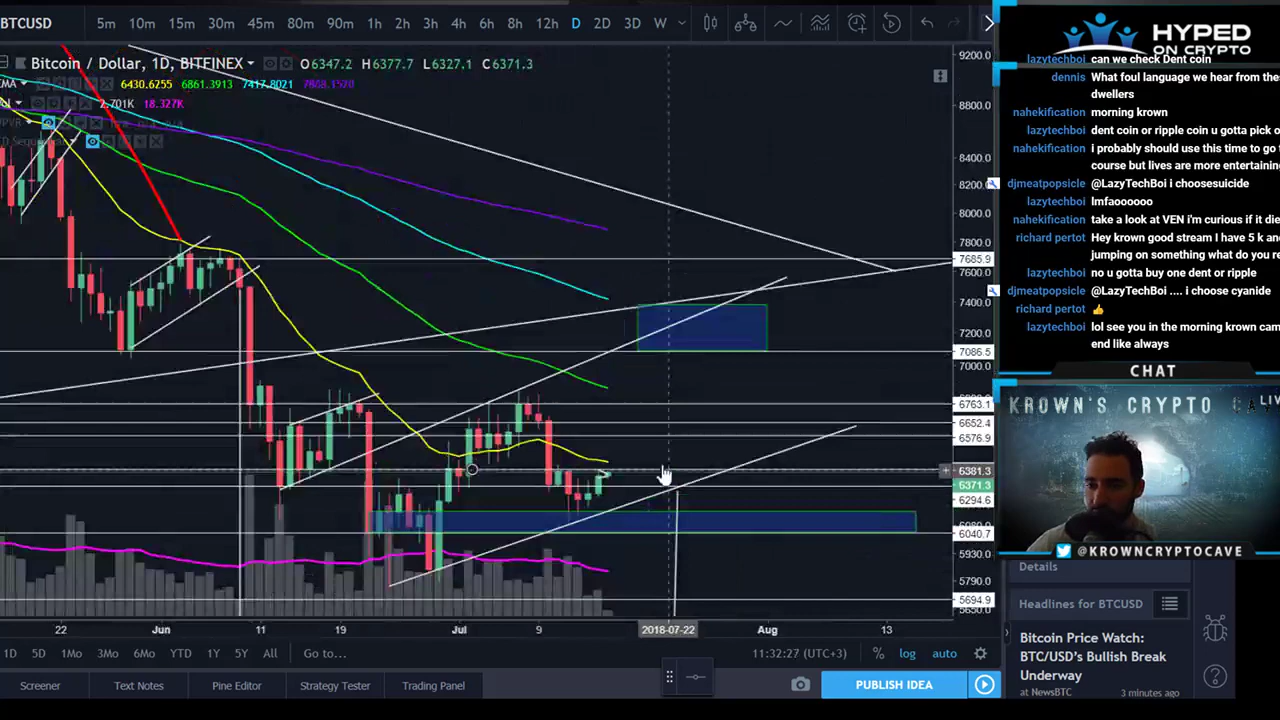 BTCUSD 5m 10m 15m 30m 45m 80m 90m 1h 2h 3h 4h 6h 8h 12h D 2D 3D W
Bitcoin / Dollar, 1D, BITFINEX O6347.2 H6377.7 L6327.1 C6371.3
EMA 6430.6255 6861.3913 7417.8021
2.701K 18.327K
9200.0
8800.0
8400.0
8200.0
8000.0
7800.0
7685.9
7600.0
7400.0
7200.0
7086.5
6763.1
6652.4
6576.9
6381.3
6371.3
6294.6
6040.7
5930.0
5790.0
5694.9
22 Jun 11 19 Jul 9 2018-07-22 Aug 13
1D 5D 1Mo 3Mo 6Mo YTD 1Y 5Y All Go to... 11:32:27 (UTC+3) % log auto
Screener Text Notes Pine Editor Strategy Tester Trading Panel PUBLISH IDEA
HYPED
ON CRYPTO
lazytechboi can we check Dent coin
dennis What foul language we hear from the
dwellers
nahekification morning krown
lazytechboi dent coin or ripple coin u gotta pick o
nahekification i probably should use this time to go
course but lives are more entertaini
djmeatpopsicle @LazyTechBoi i choosesuicide
lazytechboi lmfaoooooo
nahekification take a look at VEN i'm curious if it die
richard pertot Hey krown good stream I have 5 k and
jumping on something what do you re
lazytechboi no u gotta buy one dent or ripple
djmeatpopsicle @LazyTechBoi .... i choose cyanide
richard pertot 👍
lazytechboi lol see you in the morning krown cam
end like always
CHAT
KROWN'S CRYPTO CAVE LIV
@KROWNCRYPTOCAVE
Details
Headlines for BTCUSD
Bitcoin Price Watch:
BTC/USD's Bullish Break
Underway
at NewsBTC 3 minutes ago